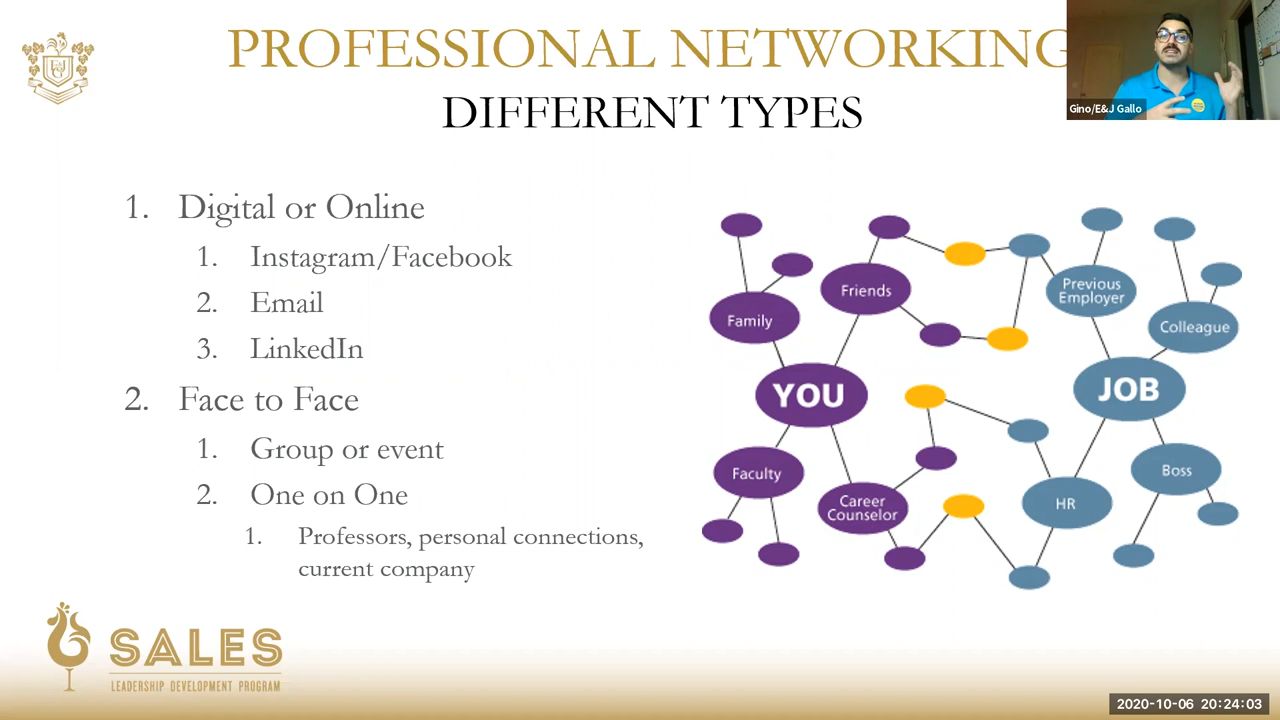 PROFESSIONAL NETWORKING
DIFFERENT TYPES
Gino/E&J Gallo
1. Digital or Online
1. Instagram/Facebook
2. Email
3. LinkedIn
2. Face to Face
1. Group or event
2. One on One
1. Professors, personal connections,
current company
Friends
Previous
Employer
Family
Colleague
YOU
JOB
Faculty
Career
Counselor
HR
Boss
SALES
LEADERSHIP DEVELOPMENT PROGRAM
2020-10-06 20:24:03